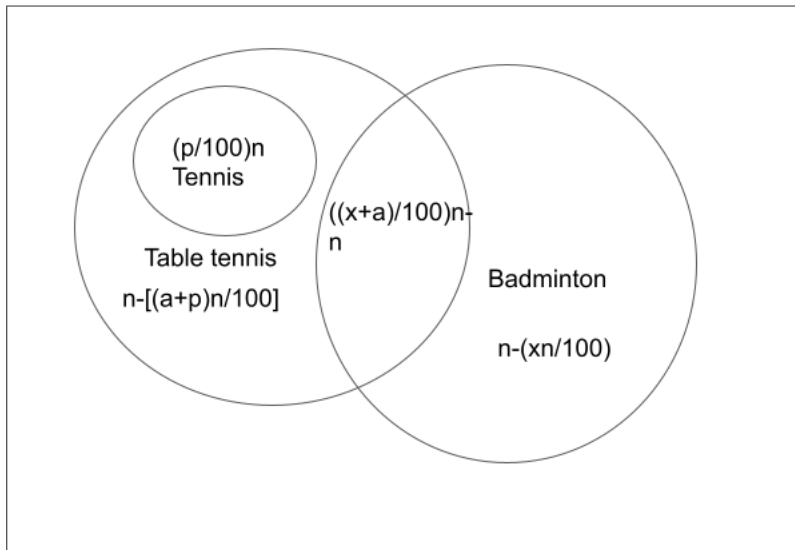 (p/100)n
Tennis
((x+a)/100)n-
n
Table tennis
n-[(a+p)n/100]
Badminton
n-(xn/100)